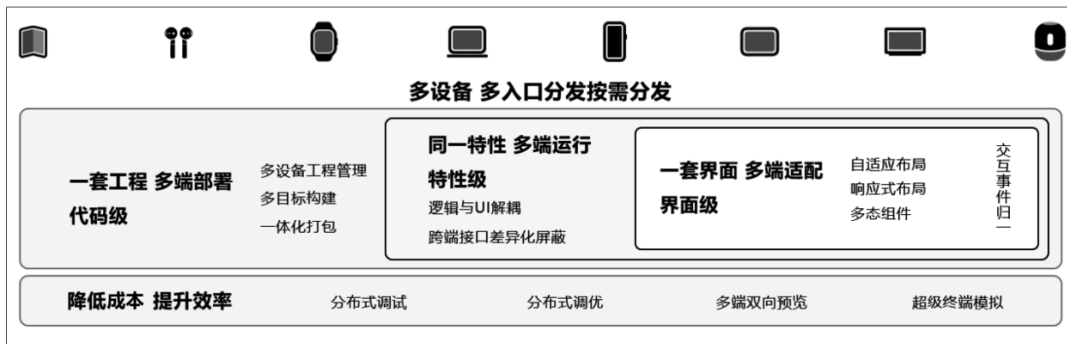 多设备 多入口分发按需分发
一套工程 多端部署
代码级
多设备工程管理
多目标构建
一体化打包
同一特性 多端运行
特性级
逻辑与UI解耦
跨端接口差异化屏蔽
一套界面 多端适配
界面级
自适应布局
响应式布局
多态组件
交互事件归一
降低成本 提升效率
分布式调试
分布式调优
多端双向预览
超级终端模拟